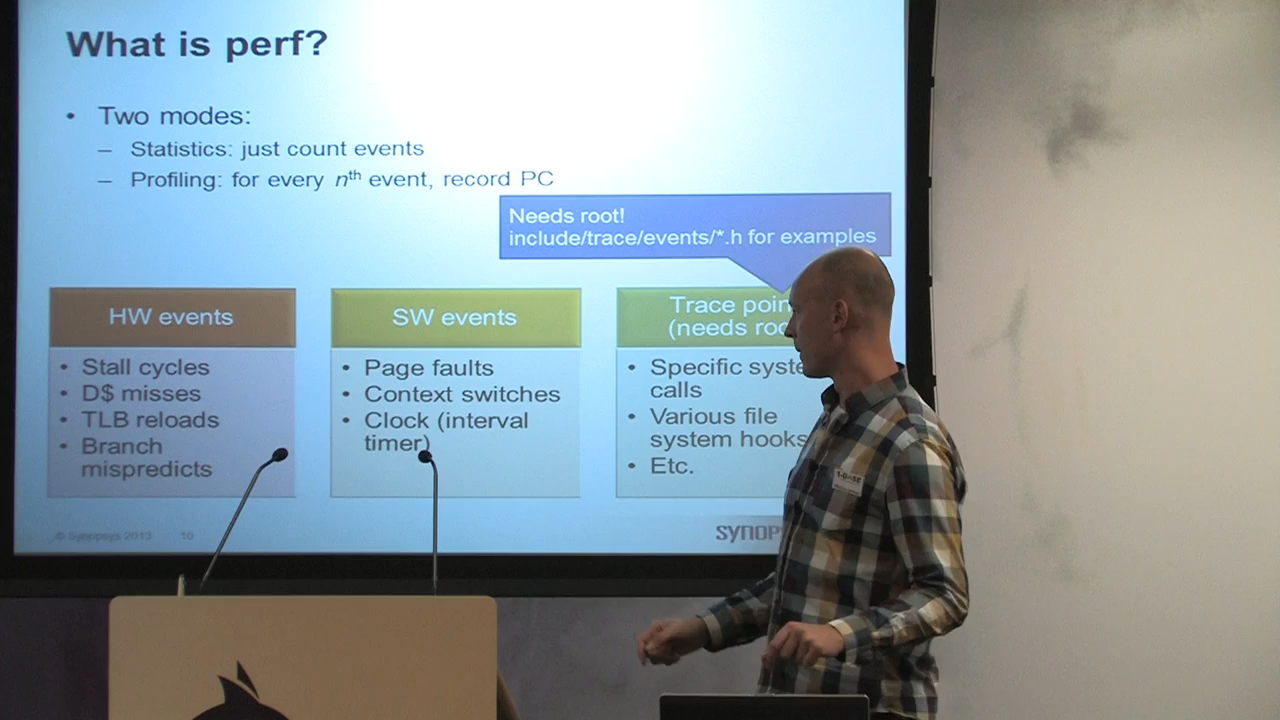 What is perf?
• Two modes:
– Statistics: just count events
– Profiling: for every nth event, record PC
Needs root!
include/trace/events/*.h for examples
HW events
• Stall cycles
• D$ misses
• TLB reloads
• Branch
mispredicts
SW events
• Page faults
• Context switches
• Clock (interval
timer)
Trace poin
(needs roo
• Specific syste
calls
• Various file
system hooks
• Etc.
© Synopsys 2013 10
SYNOPS